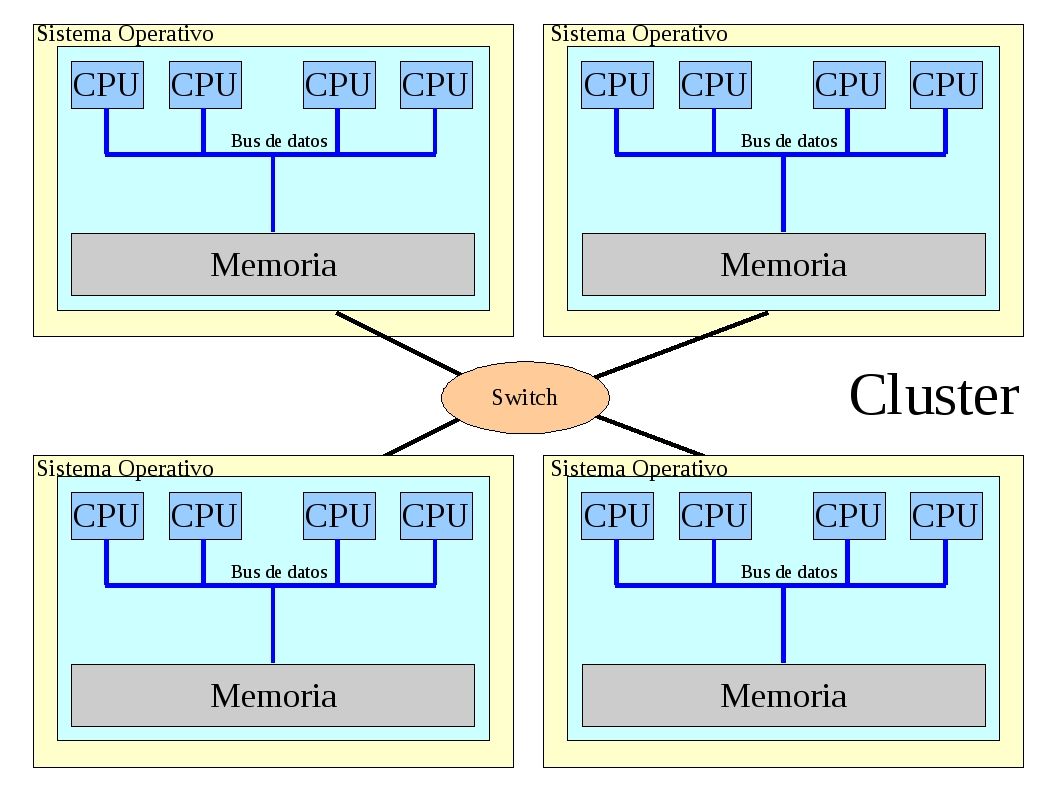 Sistema Operativo
CPU CPU CPU CPU
Bus de datos
Memoria
Sistema Operativo
CPU CPU CPU CPU
Bus de datos
Memoria
Switch
Cluster
Sistema Operativo
CPU CPU CPU CPU
Bus de datos
Memoria
Sistema Operativo
CPU CPU CPU CPU
Bus de datos
Memoria